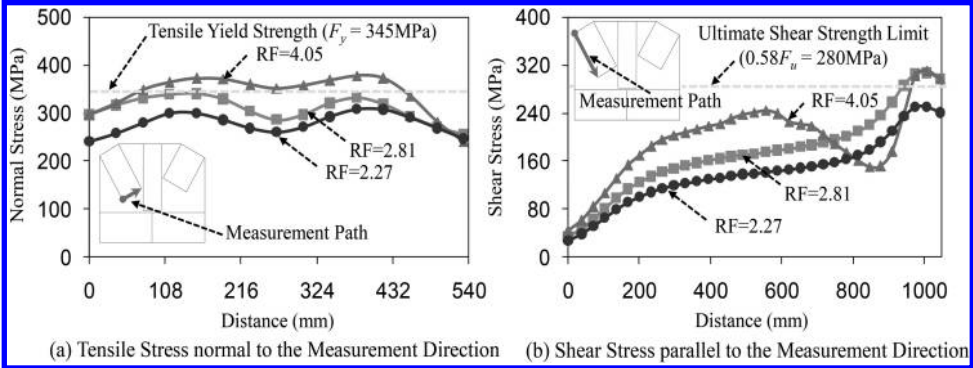 (a)
Tensile Yield Strength (Fy = 345MPa)
RF=4.05
RF=2.81
RF=2.27
Measurement Path
Normal Stress (MPa)
500
400
300
200
100
0
0 108 216 324 432 540
Distance (mm)
(a) Tensile Stress normal to the Measurement Direction
(b)
Ultimate Shear Strength Limit
(0.58Fu = 280MPa)
Measurement Path
RF=4.05
RF=2.81
RF=2.27
Shear Stress (MPa)
400
320
240
160
80
0
0 200 400 600 800 1000
Distance (mm)
(b) Shear Stress parallel to the Measurement Direction